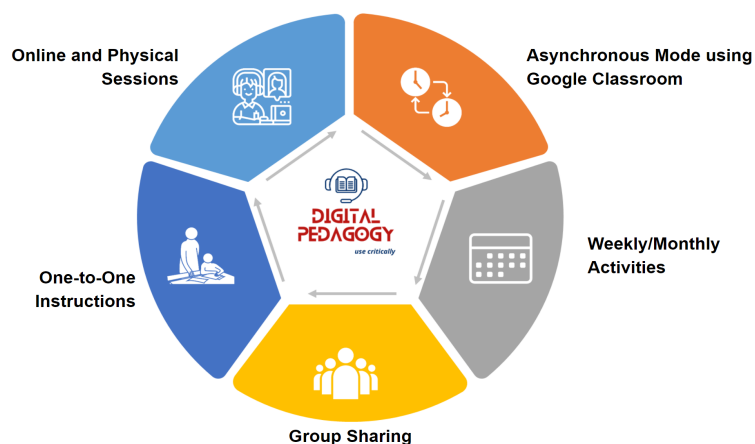 Online and Physical
Sessions
Asynchronous Mode using
Google Classroom
DIGITAL
PEDAGOGY
use critically
Weekly/Monthly
Activities
One-to-One
Instructions
Group Sharing